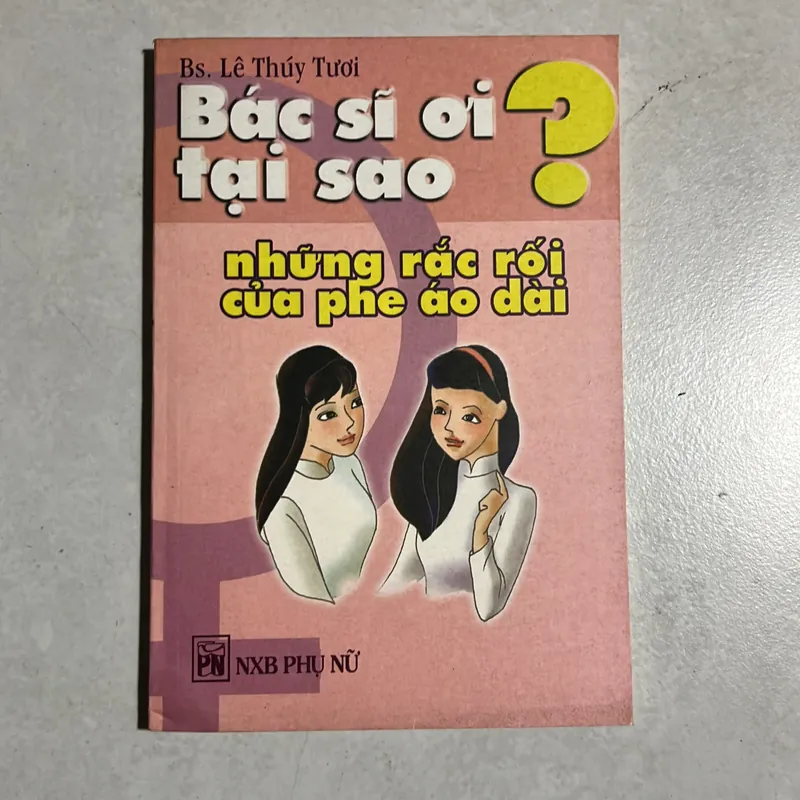 Bs. Lê Thúy Tươi
Bác sĩ ơi
tại sao ?
những rắc rối
của phe áo dài
PN NXB PHỤ NỮ